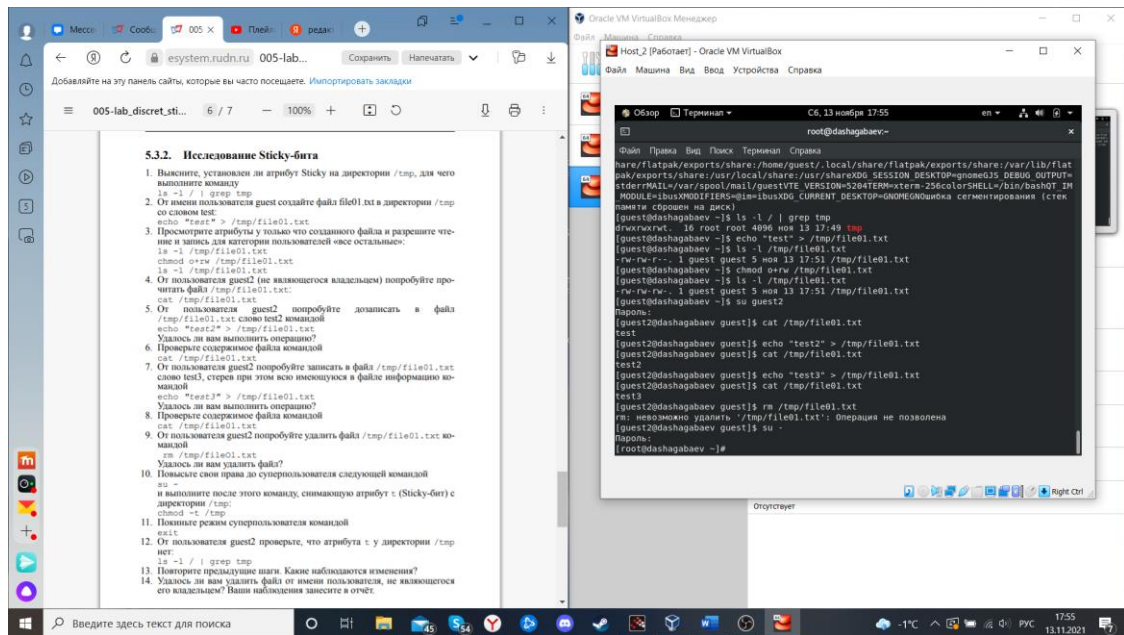 Мессе
Сообщ
005
Плейл
редакт
esystem.rudn.ru
005-lab...
Сохранить
Напечатать
Добавляйте на эту панель сайты, которые вы часто посещаете. Импортировать закладки
005-lab_discret_sti...
6 / 7
100%
5.3.2. Исследование Sticky-бита
1. Выясните, установлен ли атрибут Sticky на директории /tmp, для чего
выполните команду
ls -l / | grep tmp
2. От имени пользователя guest создайте файл file01.txt в директории /tmp
со словом test:
echo "test" > /tmp/file01.txt
3. Просмотрите атрибуты у только что созданного файла и разрешите чте-
ние и запись для категории пользователей «все остальные»:
ls -l /tmp/file01.txt
chmod o+rw /tmp/file01.txt
ls -l /tmp/file01.txt
4. От пользователя guest2 (не являющегося владельцем) попробуйте про-
читать файл /tmp/file01.txt:
cat /tmp/file01.txt
5. От пользователя guest2 попробуйте дозаписать в файл
/tmp/file01.txt слово test2 командой
echo "test2" > /tmp/file01.txt
Удалось ли вам выполнить операцию?
6. Проверьте содержимое файла командой
cat /tmp/file01.txt
7. От пользователя guest2 попробуйте записать в файл /tmp/file01.txt
слово test3, стерев при этом всю имеющуюся в файле информацию ко-
мандой
echo "test3" > /tmp/file01.txt
Удалось ли вам выполнить операцию?
8. Проверьте содержимое файла командой
cat /tmp/file01.txt
9. От пользователя guest2 попробуйте удалить файл /tmp/file01.txt ко-
мандой
rm /tmp/file01.txt
Удалось ли вам удалить файл?
10. Повысьте свои права до суперпользователя следующей командой
su -
и выполните после этого команду, снимающую атрибут t (Sticky-бит) с
директории /tmp:
chmod -t /tmp
11. Покиньте режим суперпользователя командой
exit
12. От пользователя guest2 проверьте, что атрибута t у директории /tmp
нет:
ls -l / | grep tmp
13. Повторите предыдущие шаги. Какие наблюдаются изменения?
14. Удалось ли вам удалить файл от имени пользователя, не являющегося
его владельцем? Ваши наблюдения занесите в отчёт.
Oracle VM VirtualBox Менеджер
Файл Машина Справка
Host_2 [Работает] - Oracle VM VirtualBox
Файл Машина Вид Ввод Устройства Справка
Обзор
Терминал
Сб, 13 ноября 17:55
en
root@dashagabaev:~
Файл Правка Вид Поиск Терминал Справка
hare/flatpak/exports/share:/home/guest/.local/share/flatpak/exports/share:/var/lib/flat
pak/exports/share:/usr/local/share:/usr/shareXDG_SESSION_DESKTOP=gnomeGJS_DEBUG_OUTPUT=
stderrMAIL=/var/spool/mail/guestVTE_VERSION=5204TERM=xterm-256colorSHELL=/bin/bashQT_IM
_MODULE=ibusXMODIFIERS=@im=ibusXDG_CURRENT_DESKTOP=GNOMEGNОшибка сегментирования (стек
памяти сброшен на диск)
[guest@dashagabaev ~]$ ls -l / | grep tmp
drwxrwxrwt. 16 root root 4096 ноя 13 17:49 tmp
[guest@dashagabaev ~]$ echo "test" > /tmp/file01.txt
[guest@dashagabaev ~]$ ls -l /tmp/file01.txt
-rw-rw-r--. 1 guest guest 5 ноя 13 17:51 /tmp/file01.txt
[guest@dashagabaev ~]$ chmod o+rw /tmp/file01.txt
[guest@dashagabaev ~]$ ls -l /tmp/file01.txt
-rw-rw-rw-. 1 guest guest 5 ноя 13 17:51 /tmp/file01.txt
[guest@dashagabaev ~]$ su guest2
Пароль:
[guest2@dashagabaev guest]$ cat /tmp/file01.txt
test
[guest2@dashagabaev guest]$ echo "test2" > /tmp/file01.txt
[guest2@dashagabaev guest]$ cat /tmp/file01.txt
test2
[guest2@dashagabaev guest]$ echo "test3" > /tmp/file01.txt
[guest2@dashagabaev guest]$ cat /tmp/file01.txt
test3
[guest2@dashagabaev guest]$ rm /tmp/file01.txt
rm: невозможно удалить '/tmp/file01.txt': Операция не позволена
[guest2@dashagabaev guest]$ su -
Пароль:
[root@dashagabaev ~]#
Right Ctrl
Отсутствует
Введите здесь текст для поиска
45
54
-1°C
РУС
17:55
13.11.2021
7